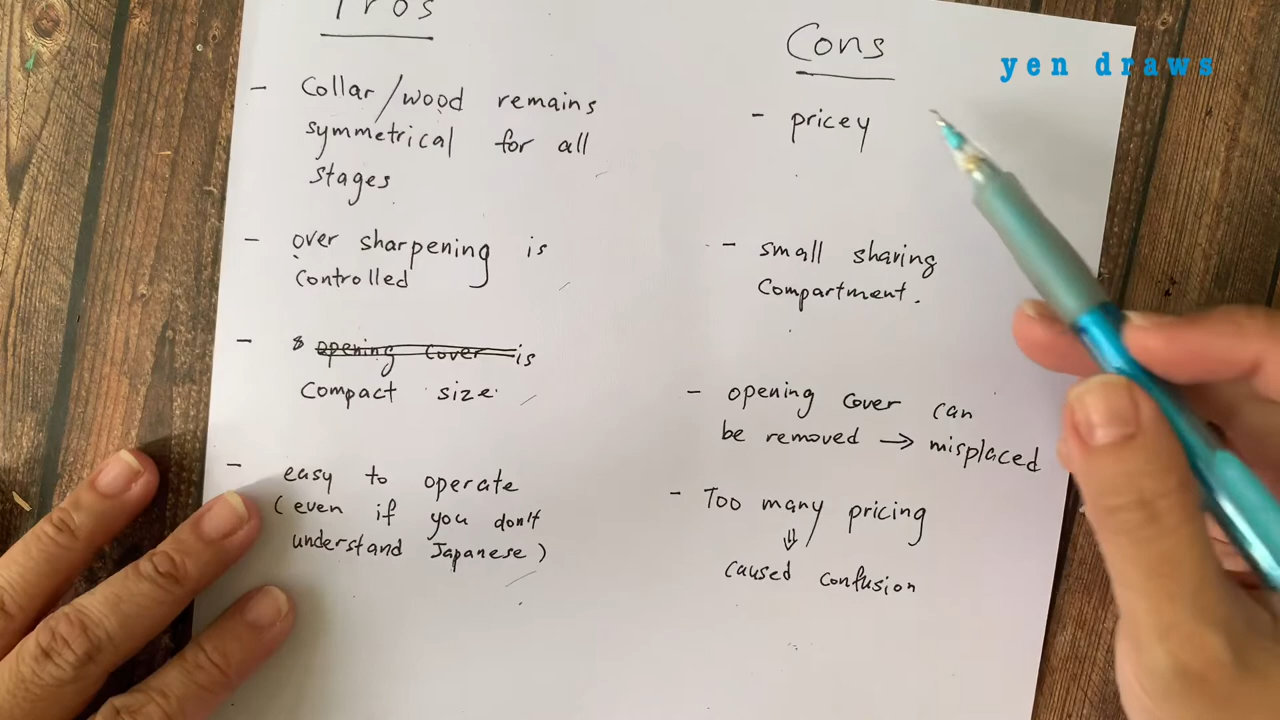 Pros
- Collar/wood remains
symmetrical for all
stages
- over sharpening is
controlled
- opening cover is
compact size.
- easy to operate
(even if you don't
understand Japanese)
Cons
- pricey
- small sharing
compartment.
- opening cover can
be removed → misplaced
- Too many pricing
⇓
caused confusion
yen draws